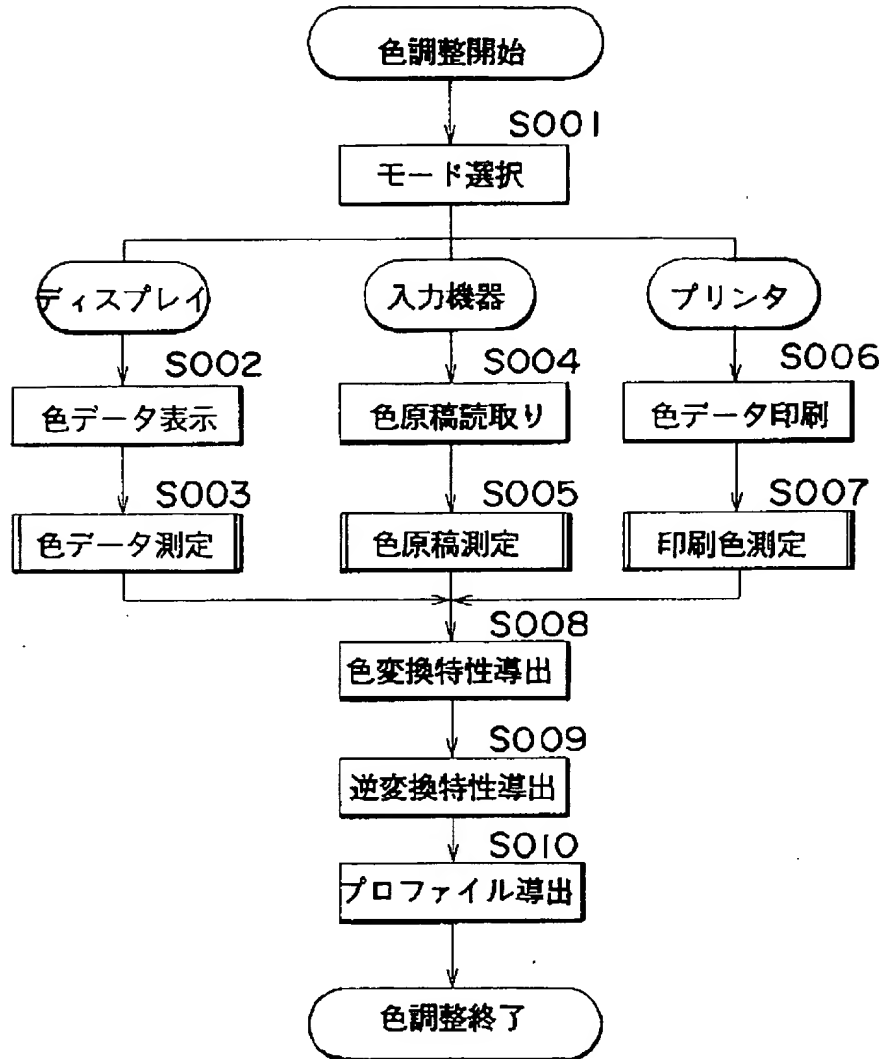 色調整開始
S001
モード選択
ディスプレイ
入力機器
プリンタ
S002
S004
S006
色データ表示
色原稿読取り
色データ印刷
S003
S005
S007
色データ測定
色原稿測定
印刷色測定
S008
色変換特性導出
S009
逆変換特性導出
S010
プロファイル導出
色調整終了